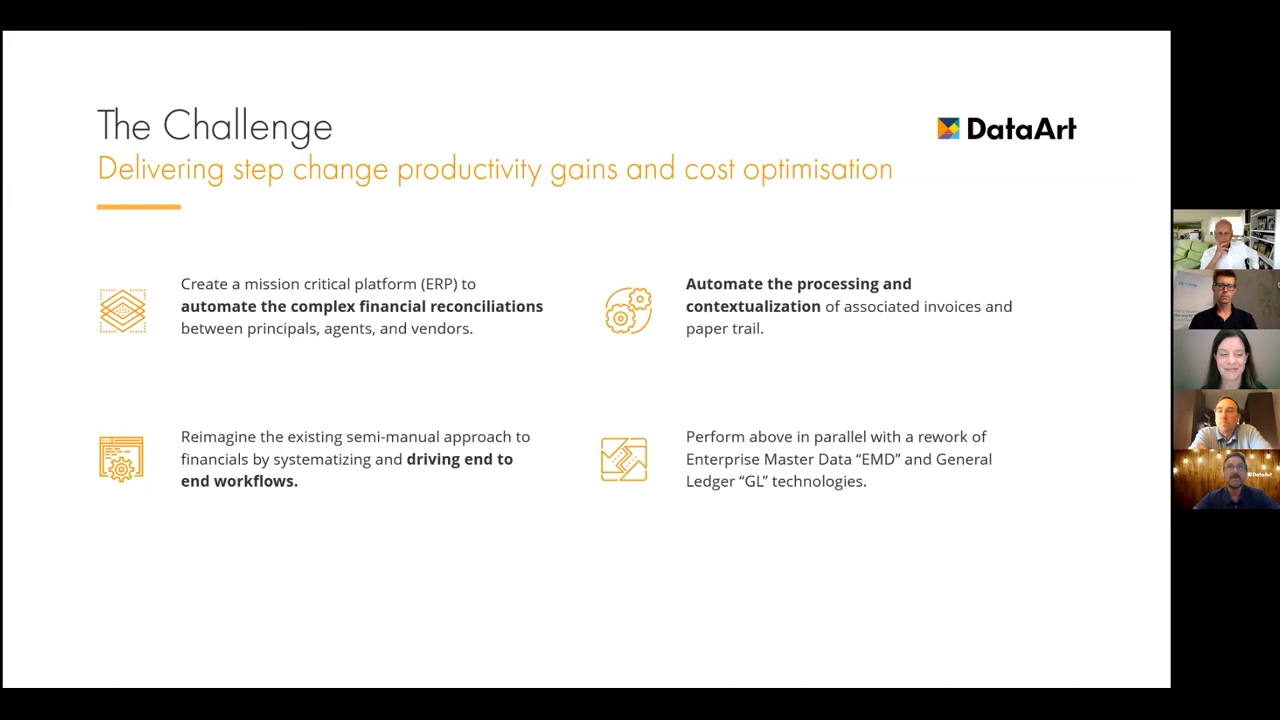 The Challenge
DataArt
Delivering step change productivity gains and cost optimisation
Create a mission critical platform (ERP) to
automate the complex financial reconciliations
between principals, agents, and vendors.
Automate the processing and
contextualization of associated invoices and
paper trail.
Reimagine the existing semi-manual approach to
financials by systematizing and driving end to
end workflows.
Perform above in parallel with a rework of
Enterprise Master Data “EMD” and General
Ledger “GL” technologies.
DataArt